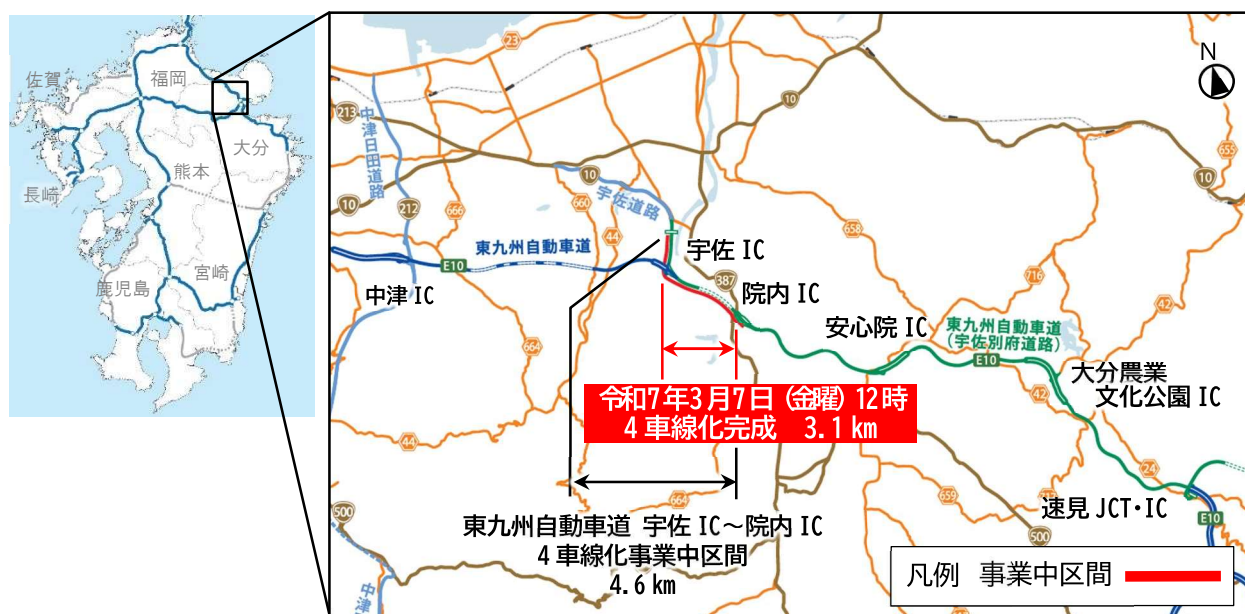 福岡
佐賀
大分
熊本
長崎
宮崎
鹿児島
N
23
213
10
中津日田道路
10
宇佐道路
655
10
660
10
212
666
44
658
宇佐 IC
東九州自動車道
E10
387
716
中津 IC
院内 IC
42
安心院 IC
東九州自動車道
(宇佐別府道路)
E10
664
大分農業
文化公園 IC
令和7年3月7日(金曜)12時
4車線化完成 3.1km
42
44
24
664
659
速見 JCT・IC
E10
500
500
東九州自動車道 宇佐 IC~院内 IC
4車線化事業中区間
4.6km
凡例 事業中区間